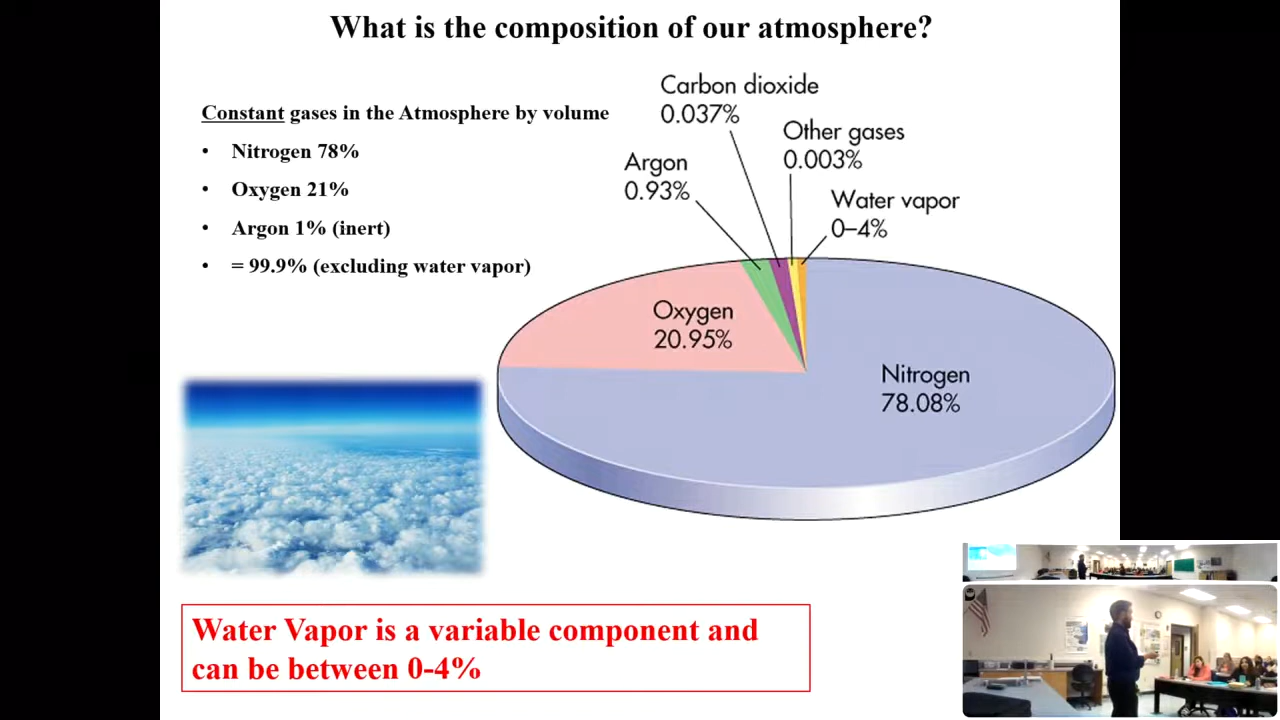 What is the composition of our atmosphere?
Constant gases in the Atmosphere by volume
• Nitrogen 78%
• Oxygen 21%
• Argon 1% (inert)
• = 99.9% (excluding water vapor)
Carbon dioxide
0.037%
Other gases
0.003%
Argon
0.93%
Water vapor
0–4%
Oxygen
20.95%
Nitrogen
78.08%
Water Vapor is a variable component and
can be between 0-4%